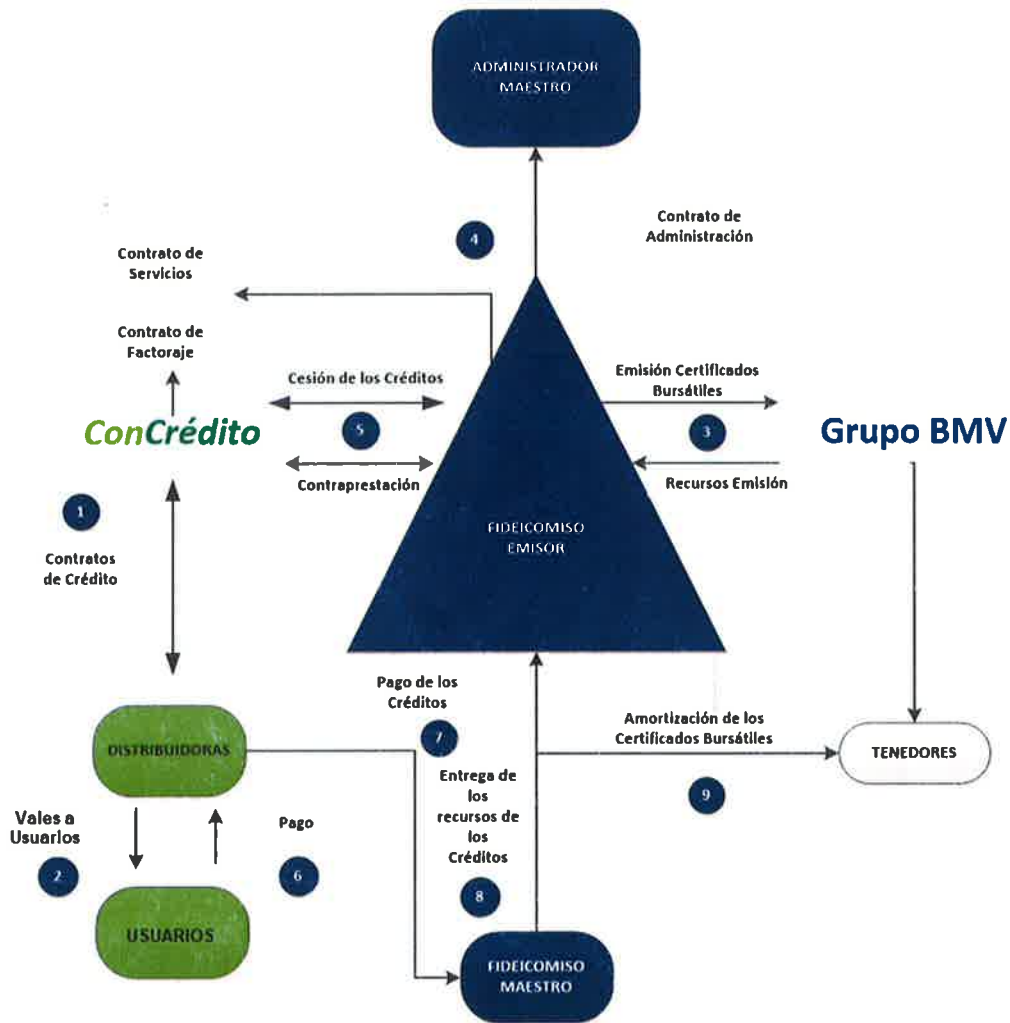 ADMINISTRADOR
MAESTRO
4
Contrato de
Administración
Contrato de
Servicios
Contrato de
Factoraje
Cesión de los Créditos
Emisión Certificados
Bursátiles
ConCrédito
5
3
Grupo BMV
Contraprestación
Recursos Emisión
1
FIDEICOMISO
EMISOR
Contratos
de Crédito
Pago de los
Créditos
7
Amortización de los
Certificados Bursátiles
DISTRIBUIDORAS
TENEDORES
Entrega de
los
recursos de
los
Créditos
9
Vales a
Usuarios
Pago
2
6
8
USUARIOS
FIDEICOMISO
MAESTRO